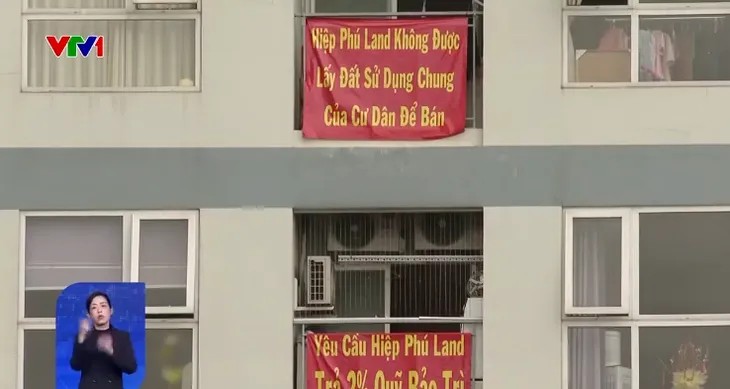 VTV1
Hiệp Phú Land Không Được
Lấy Đất Sử Dụng Chung
Của Cư Dân Để Bán
Yêu Cầu Hiệp Phú Land
Trả 2% Quỹ Bảo Trì